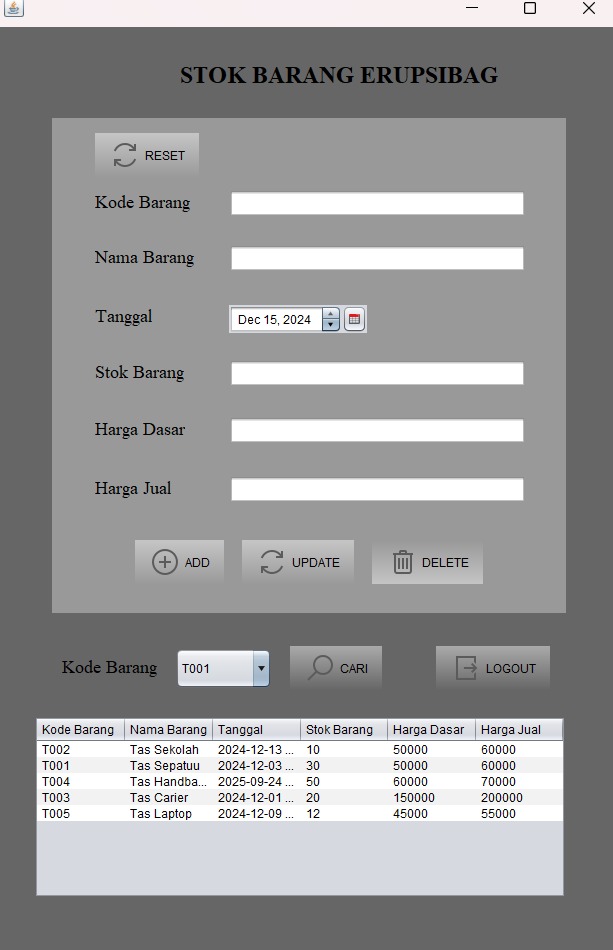 STOK BARANG ERUPSIBAG
RESET
Kode Barang
Nama Barang
Tanggal Dec 15, 2024
Stok Barang
Harga Dasar
Harga Jual
ADD UPDATE DELETE
Kode Barang T001 CARI LOGOUT
Kode Barang Nama Barang Tanggal Stok Barang Harga Dasar Harga Jual
T002 Tas Sekolah 2024-12-13 ... 10 50000 60000
T001 Tas Sepatuu 2024-12-03 ... 30 50000 60000
T004 Tas Handba... 2025-09-24 ... 50 60000 70000
T003 Tas Carier 2024-12-01 ... 20 150000 200000
T005 Tas Laptop 2024-12-09 ... 12 45000 55000